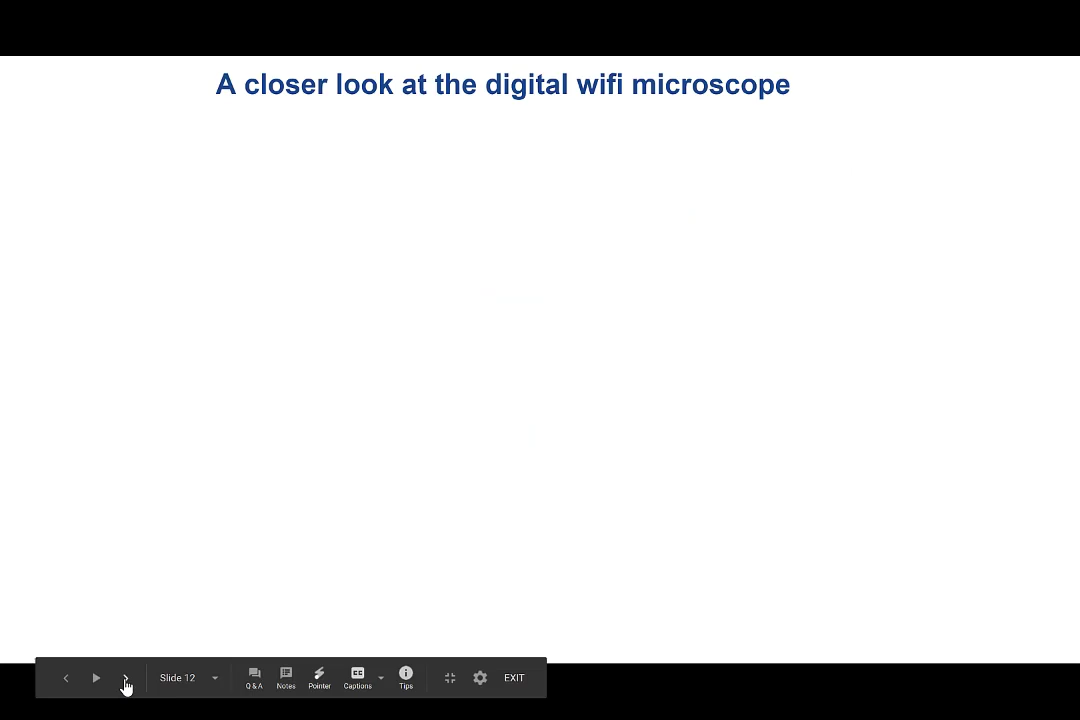 A closer look at the digital wifi microscope
Slide 12
Q & A
Notes
Pointer
Captions
Tips
EXIT